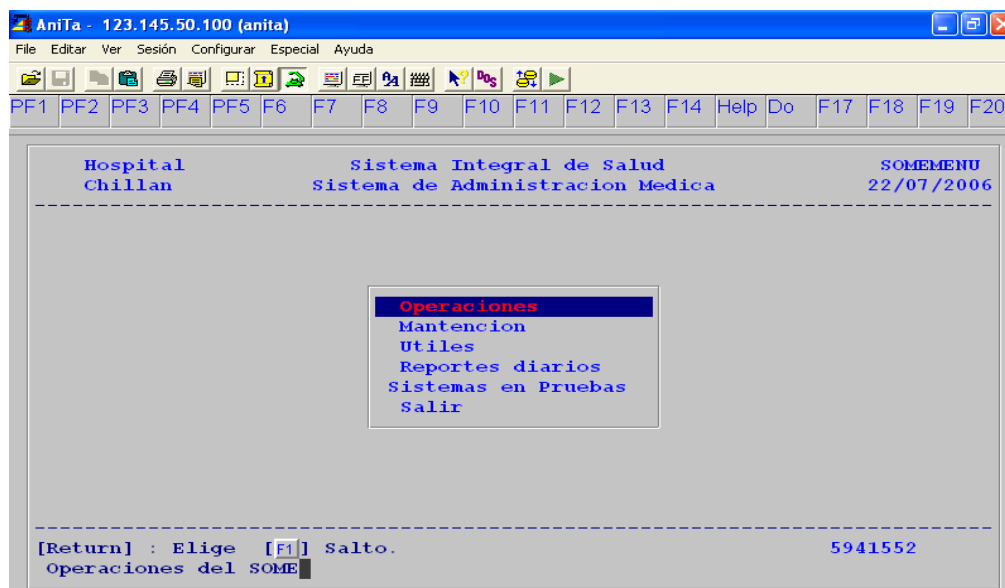 AniTa - 123.145.50.100 (anita)
File Editar Ver Sesión Configurar Especial Ayuda
PF1 PF2 PF3 PF4 PF5 F6 F7 F8 F9 F10 F11 F12 F13 F14 Help Do F17 F18 F19 F20
Hospital Sistema Integral de Salud SOMEMENU
Chillan Sistema de Administracion Medica 22/07/2006
Operaciones
Mantencion
Utiles
Reportes diarios
Sistemas en Pruebas
Salir
[Return] : Elige [F1] Salto. 5941552
Operaciones del SOME